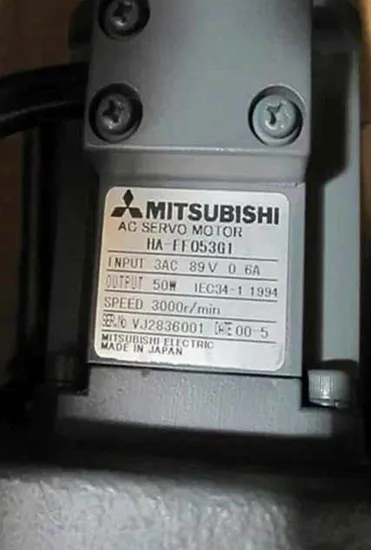 MITSUBISHI
AC SERVO MOTOR
HA-FF053G1
INPUT 3AC 89V 0.6A
OUTPUT 50W IEC34-1 1994
SPEED 3000r/min
SER.No VJ2836001 DATE 00-5
MITSUBISHI ELECTRIC
MADE IN JAPAN